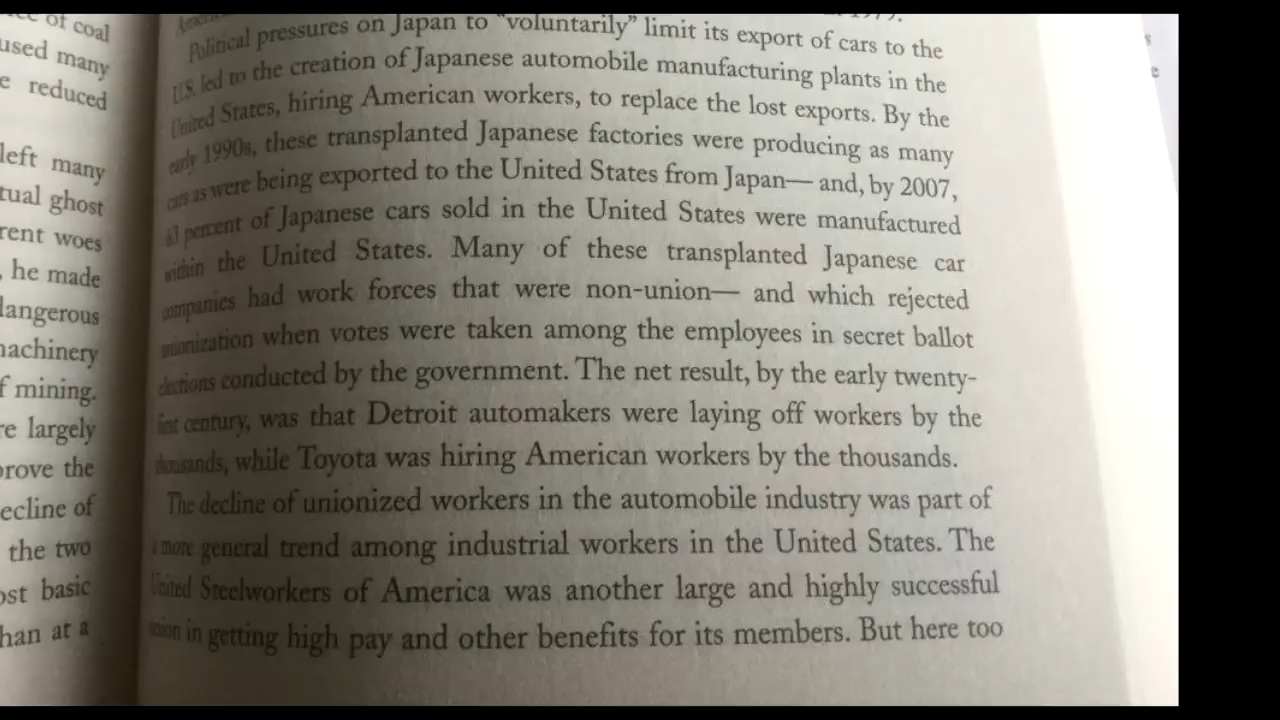 ce of coal
used many
e reduced
left many
tual ghost
rent woes
, he made
langerous
nachinery
f mining.
re largely
prove the
ecline of
the two
ost basic
han at a
Political pressures on Japan to “voluntarily” limit its export of cars to the
U.S. led to the creation of Japanese automobile manufacturing plants in the
United States, hiring American workers, to replace the lost exports. By the
early 1990s, these transplanted Japanese factories were producing as many
cars as were being exported to the United States from Japan— and, by 2007,
63 percent of Japanese cars sold in the United States were manufactured
within the United States. Many of these transplanted Japanese car
companies had work forces that were non-union— and which rejected
unionization when votes were taken among the employees in secret ballot
elections conducted by the government. The net result, by the early twenty-
first century, was that Detroit automakers were laying off workers by the
thousands, while Toyota was hiring American workers by the thousands.
The decline of unionized workers in the automobile industry was part of
a more general trend among industrial workers in the United States. The
United Steelworkers of America was another large and highly successful
union in getting high pay and other benefits for its members. But here too